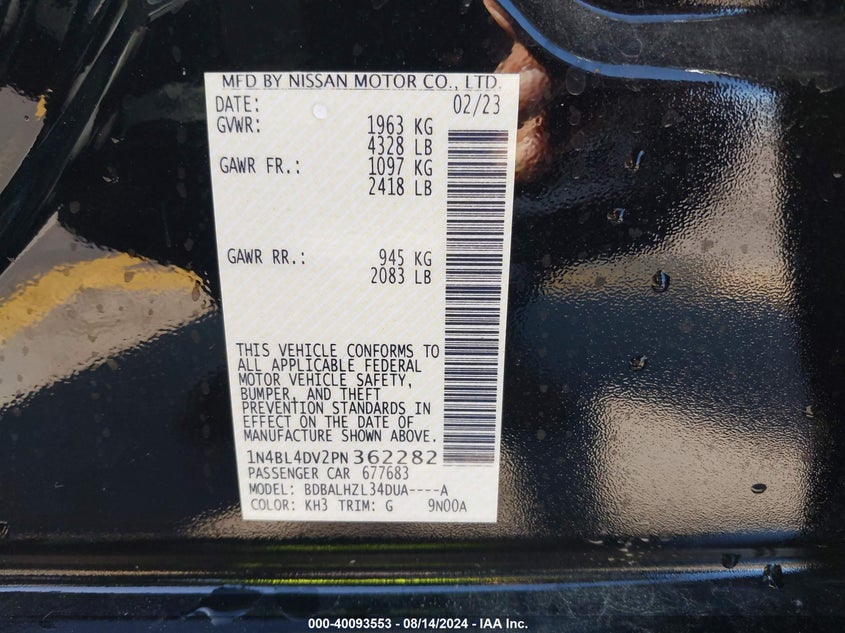 MFD BY NISSAN MOTOR CO., LTD.
DATE: 02/23
GVWR: 1963 KG
4328 LB
GAWR FR.: 1097 KG
2418 LB
GAWR RR.: 945 KG
2083 LB
THIS VEHICLE CONFORMS TO
ALL APPLICABLE FEDERAL
MOTOR VEHICLE SAFETY,
BUMPER, AND THEFT
PREVENTION STANDARDS IN
EFFECT ON THE DATE OF
MANUFACTURE SHOWN ABOVE.
1N4BL4DV2PN362282
PASSENGER CAR 677683
MODEL: BDBALHZL34DUA----A
COLOR: KH3 TRIM: G 9N00A
000-40093553 - 08/14/2024 - IAA Inc.